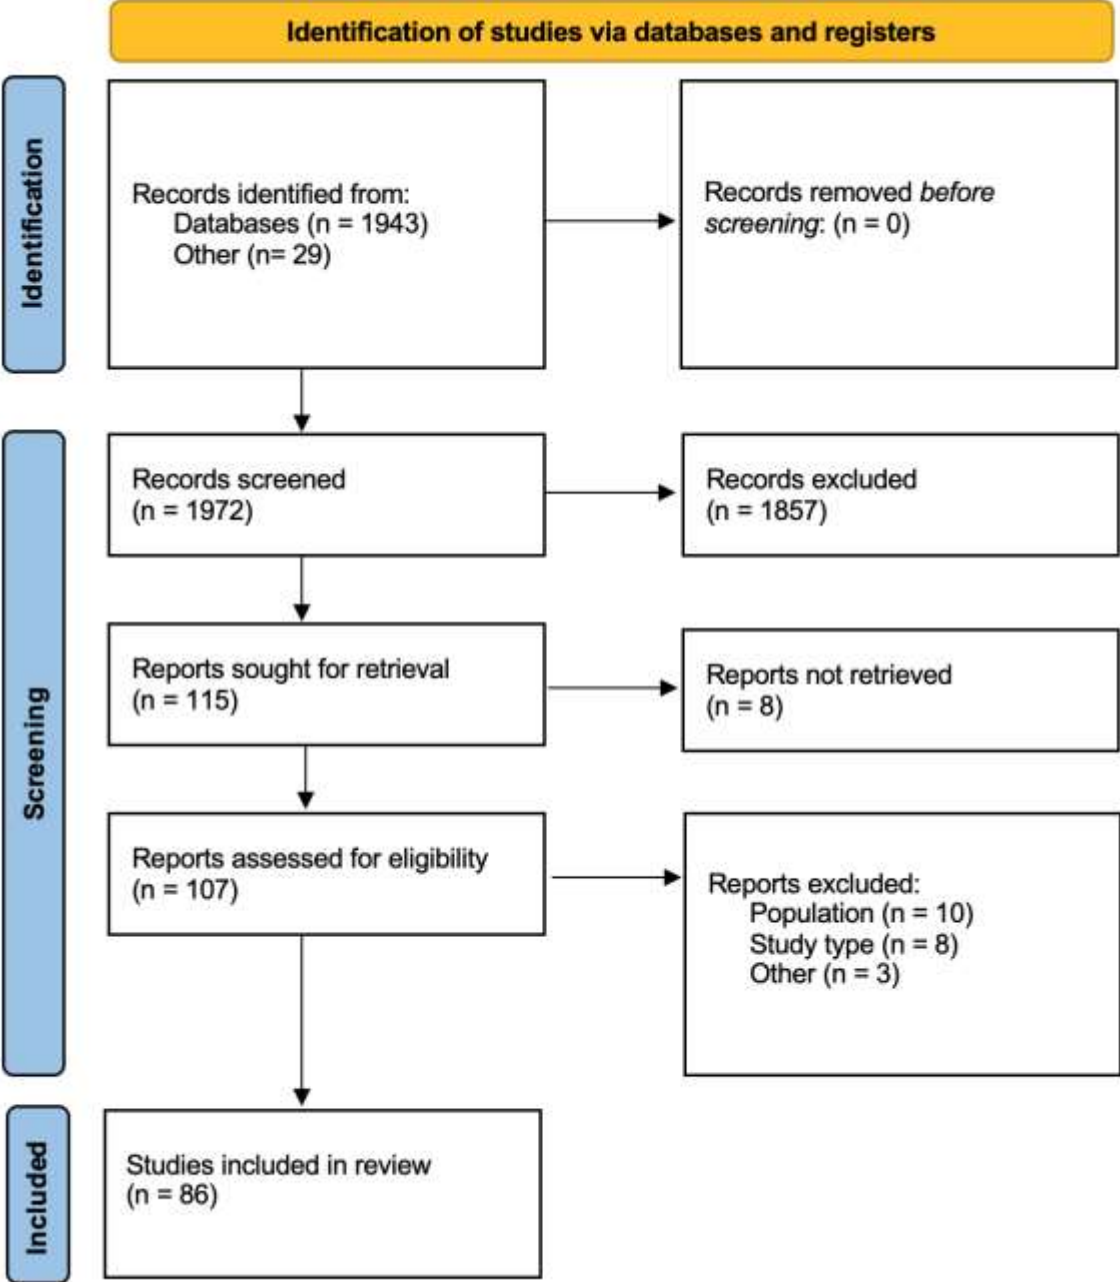 Identification of studies via databases and registers
Identification
Records identified from:
Databases (n = 1943)
Other (n= 29)
Records removed before
screening: (n = 0)
Screening
Records screened
(n = 1972)
Records excluded
(n = 1857)
Reports sought for retrieval
(n = 115)
Reports not retrieved
(n = 8)
Reports assessed for eligibility
(n = 107)
Reports excluded:
Population (n = 10)
Study type (n = 8)
Other (n = 3)
Included
Studies included in review
(n = 86)